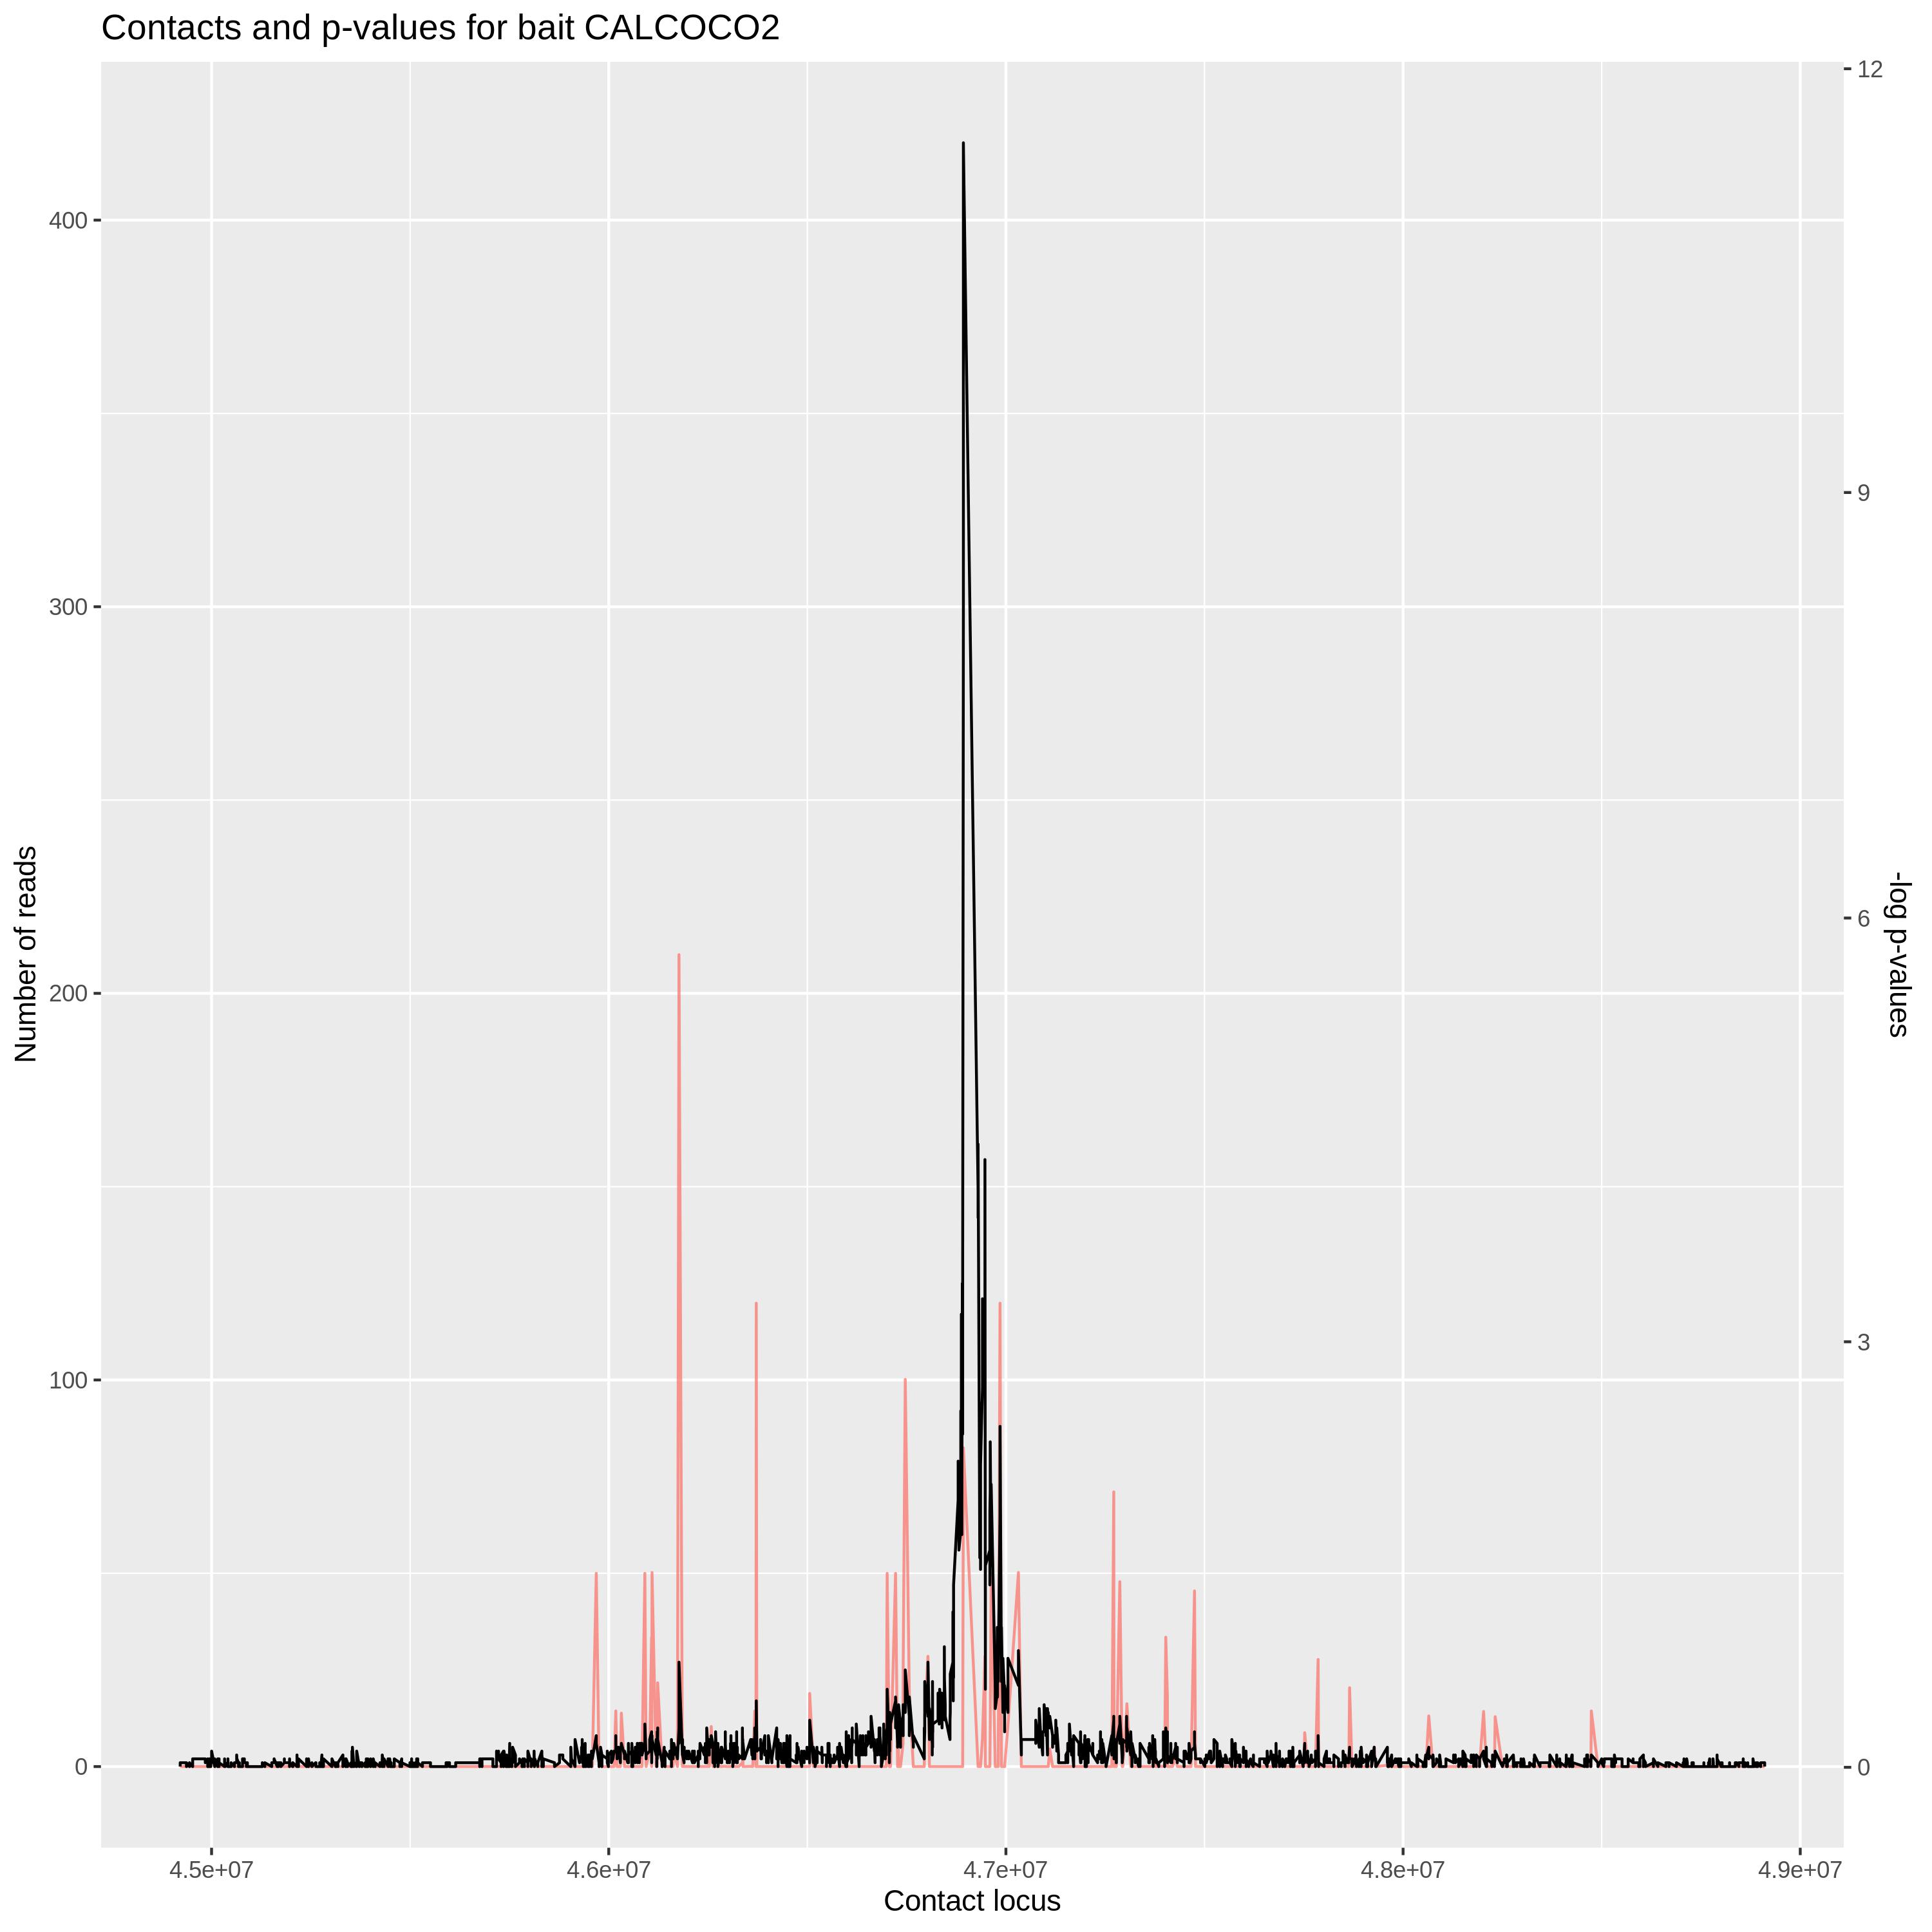 Contacts and p-values for bait CALCOCO2
12
400
9
300
Number of reads
6
-log p-values
200
3
100
0
0
4.5e+07
4.6e+07
4.7e+07
4.8e+07
4.9e+07
Contact locus